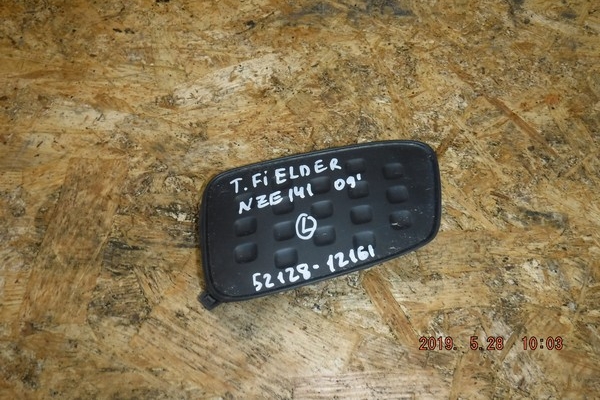 T. FiELDER
NZE141 09'
L
52128-12161
2019. 5.28 10:03